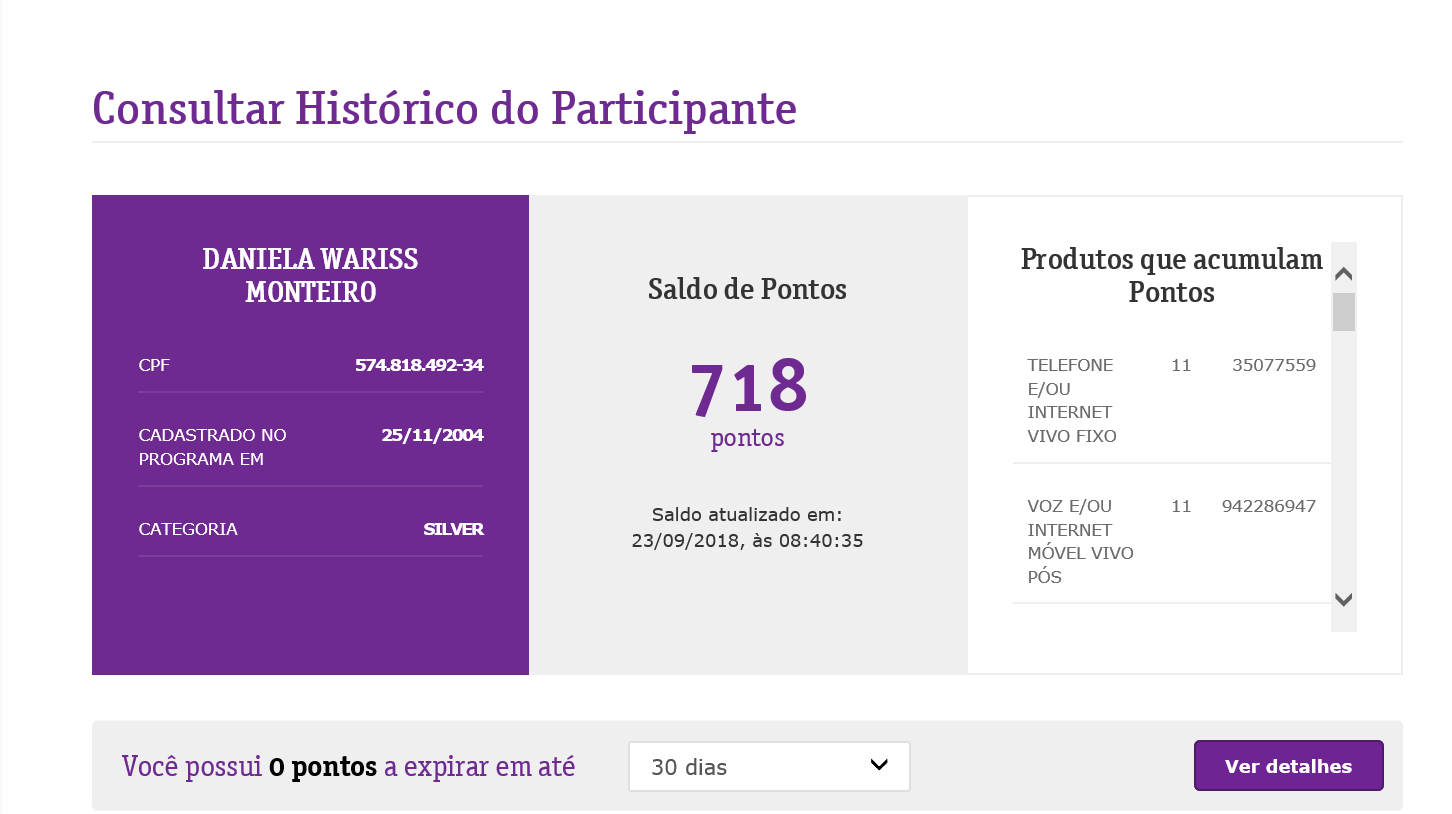 Consultar Histórico do Participante
DANIELA WARISS
MONTEIRO
CPF 574.818.492-34
CADASTRADO NO 25/11/2004
PROGRAMA EM
CATEGORIA SILVER
Saldo de Pontos
718
pontos
Saldo atualizado em:
23/09/2018, às 08:40:35
Produtos que acumulam
Pontos
TELEFONE 11 35077559
E/OU
INTERNET
VIVO FIXO
VOZ E/OU 11 942286947
INTERNET
MÓVEL VIVO
PÓS
Você possui 0 pontos a expirar em até 30 dias Ver detalhes